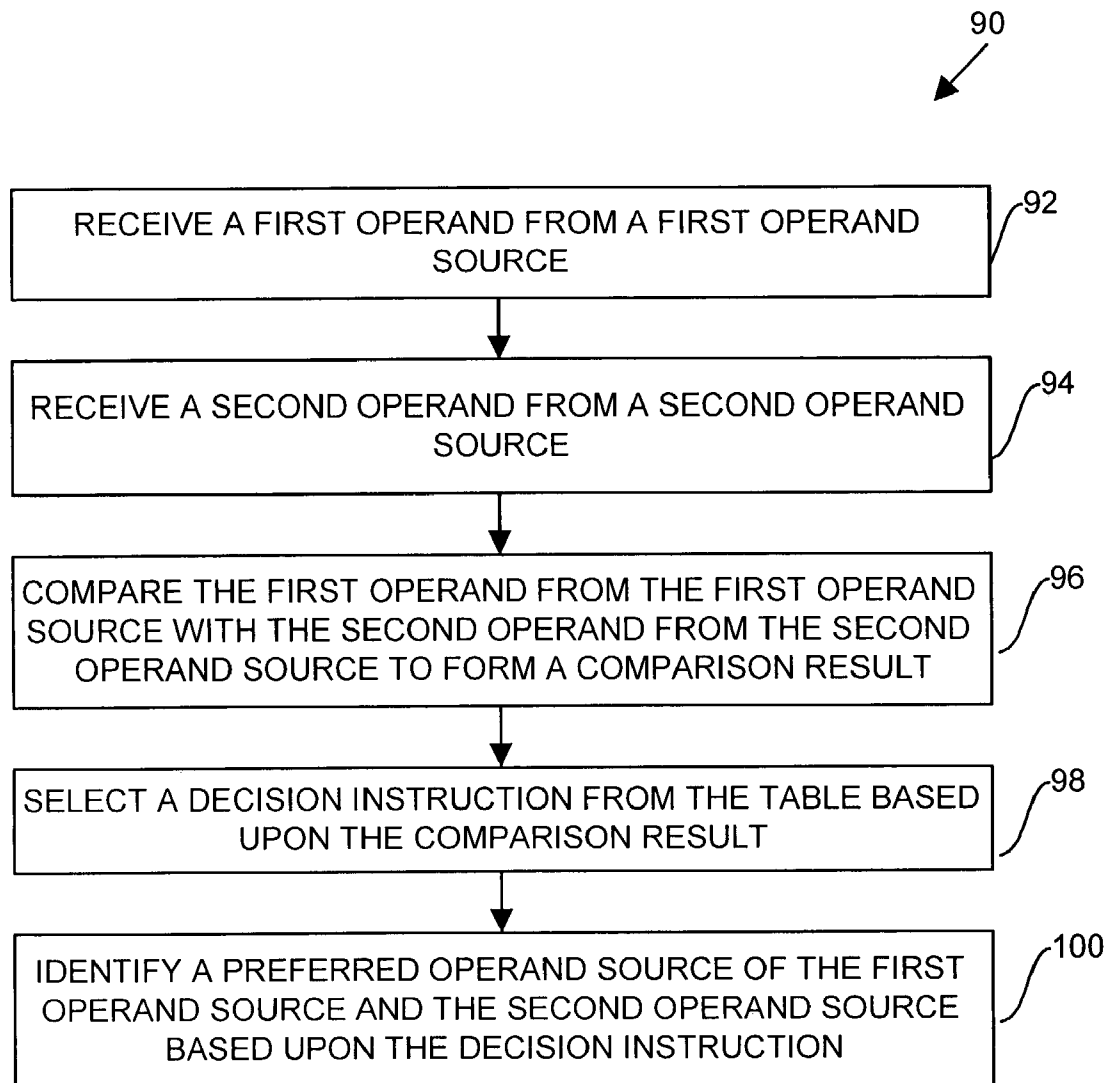 90
RECEIVE A FIRST OPERAND FROM A FIRST OPERAND
SOURCE
92
RECEIVE A SECOND OPERAND FROM A SECOND OPERAND
SOURCE
94
COMPARE THE FIRST OPERAND FROM THE FIRST OPERAND
SOURCE WITH THE SECOND OPERAND FROM THE SECOND
OPERAND SOURCE TO FORM A COMPARISON RESULT
96
SELECT A DECISION INSTRUCTION FROM THE TABLE BASED
UPON THE COMPARISON RESULT
98
IDENTIFY A PREFERRED OPERAND SOURCE OF THE FIRST
OPERAND SOURCE AND THE SECOND OPERAND SOURCE
BASED UPON THE DECISION INSTRUCTION
100